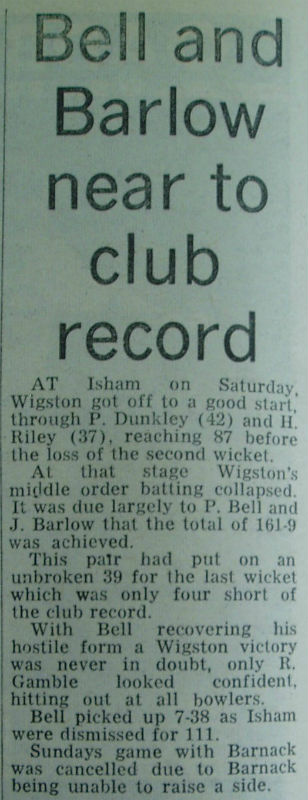 Bell and
Barlow
near to
club
record
AT Isham on Saturday,
Wigston got off to a good start,
through P. Dunkley (42) and H.
Riley (37), reaching 87 before
the loss of the second wicket.
At that stage Wigston's
middle order batting collapsed.
It was due largely to P. Bell and
J. Barlow that the total of 161-9
was achieved.
This pair had put on an
unbroken 39 for the last wicket
which was only four short of
the club record.
With Bell recovering his
hostile form a Wigston victory
was never in doubt, only R.
Gamble looked confident,
hitting out at all bowlers.
Bell picked up 7-38 as Isham
were dismissed for 111.
Sundays game with Barnack
was cancelled due to Barnack
being unable to raise a side.